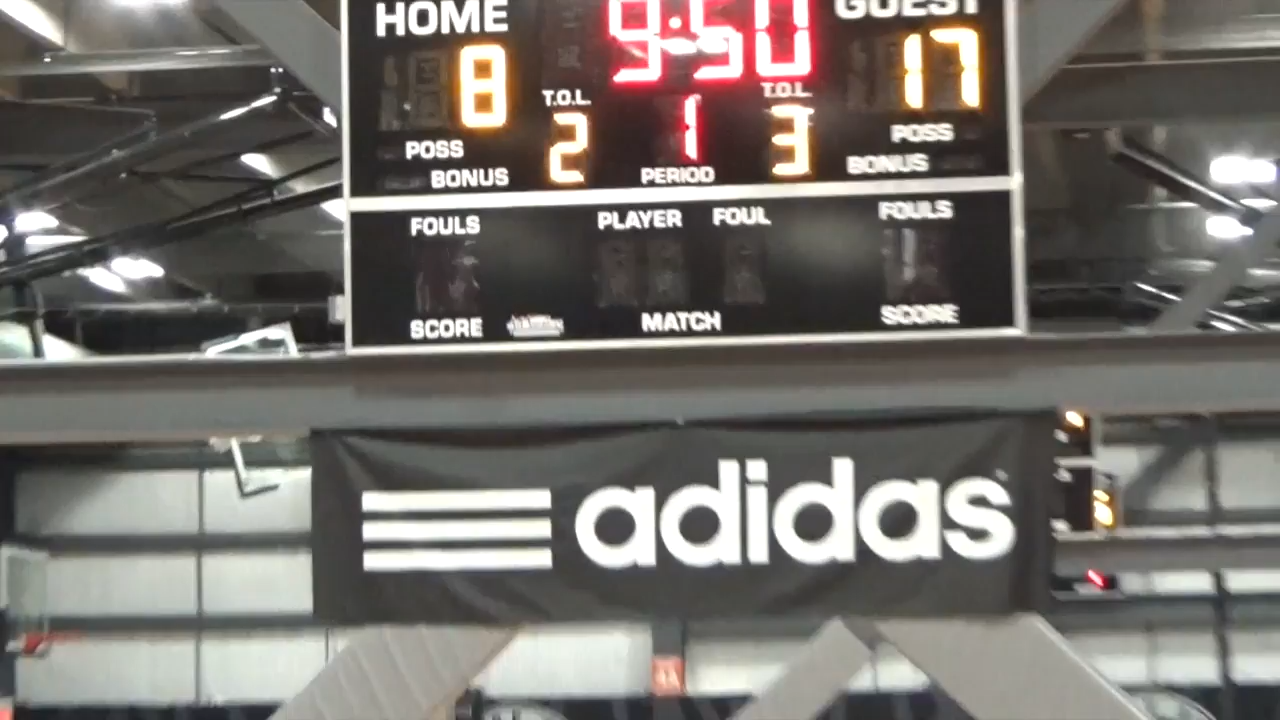 HOME 9:50 GUEST
8 T.O.L. T.O.L. 17
2 1 3
POSS POSS
BONUS PERIOD BONUS
FOULS PLAYER FOUL FOULS
SCORE MATCH SCORE
adidas